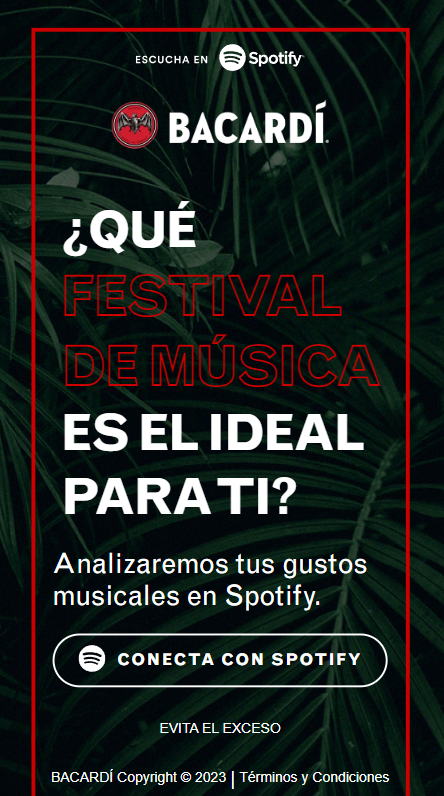 ESCUCHA EN Spotify
BACARDÍ.
¿QUÉ
FESTIVAL
DE MÚSICA
ES EL IDEAL
PARA TI?
Analizaremos tus gustos
musicales en Spotify.
CONECTA CON SPOTIFY
EVITA EL EXCESO
BACARDÍ Copyright © 2023 | Términos y Condiciones